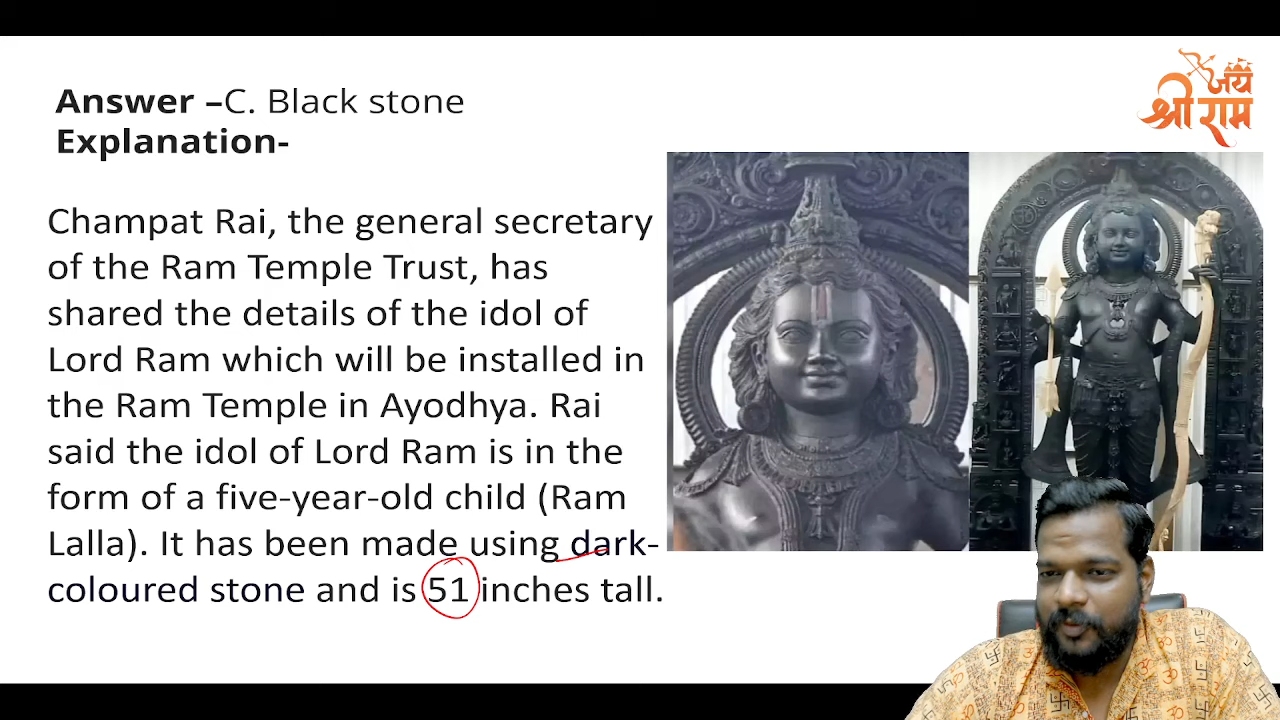 Answer –C. Black stone
Explanation-
जय
श्री राम
Champat Rai, the general secretary
of the Ram Temple Trust, has
shared the details of the idol of
Lord Ram which will be installed in
the Ram Temple in Ayodhya. Rai
said the idol of Lord Ram is in the
form of a five-year-old child (Ram
Lalla). It has been made using dark-
coloured stone and is 51 inches tall.